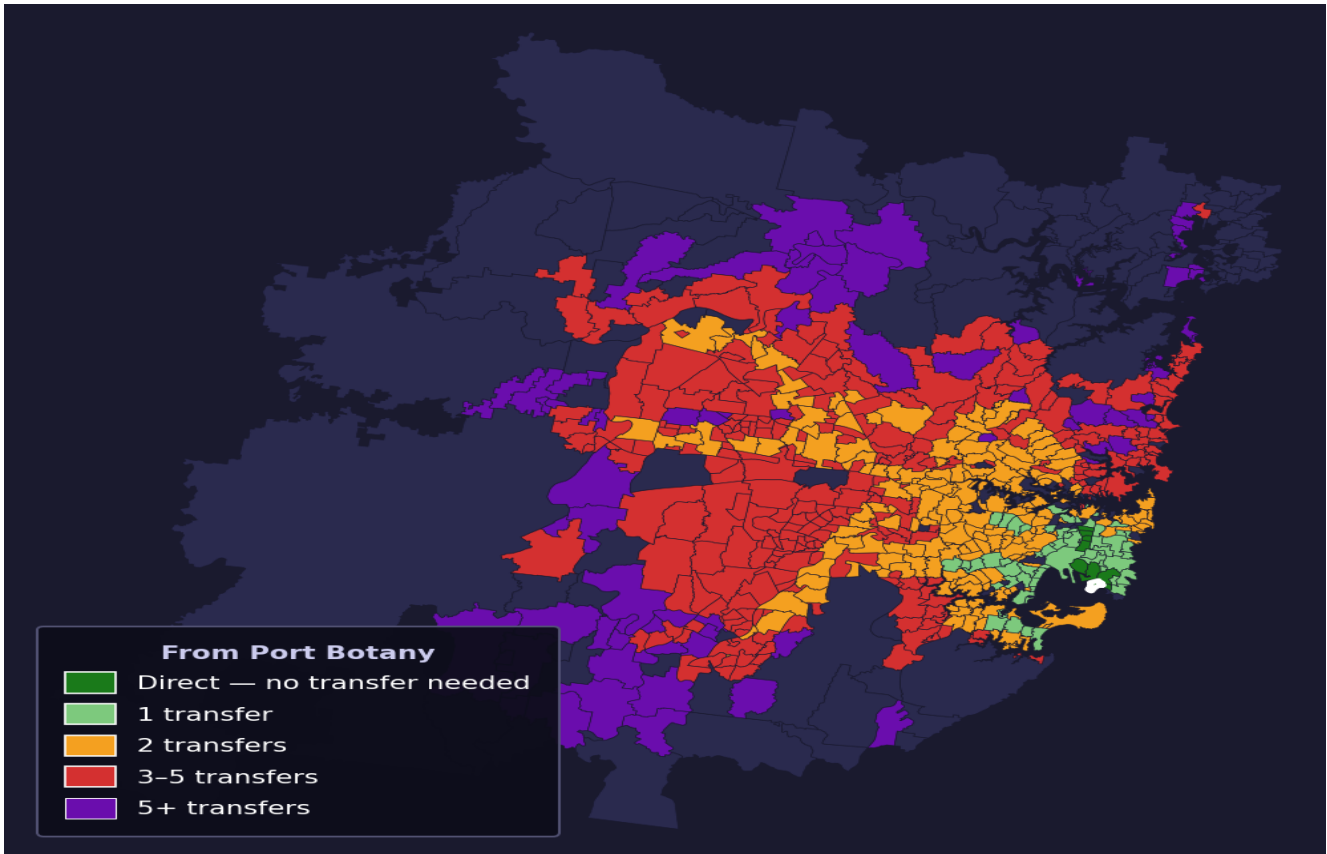 From Port Botany
Direct — no transfer needed
1 transfer
2 transfers
3–5 transfers
5+ transfers